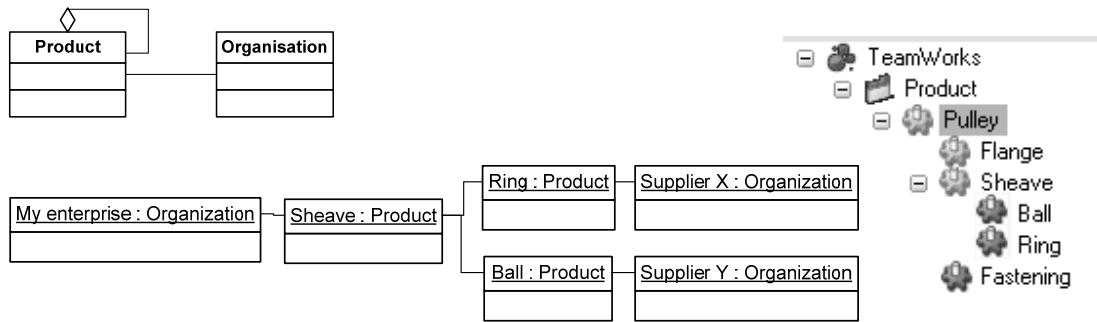 Product
Organisation
My enterprise : Organization
Sheave : Product
Ring : Product
Supplier X : Organization
Ball : Product
Supplier Y : Organization
TeamWorks
Product
Pulley
Flange
Sheave
Ball
Ring
Fastening